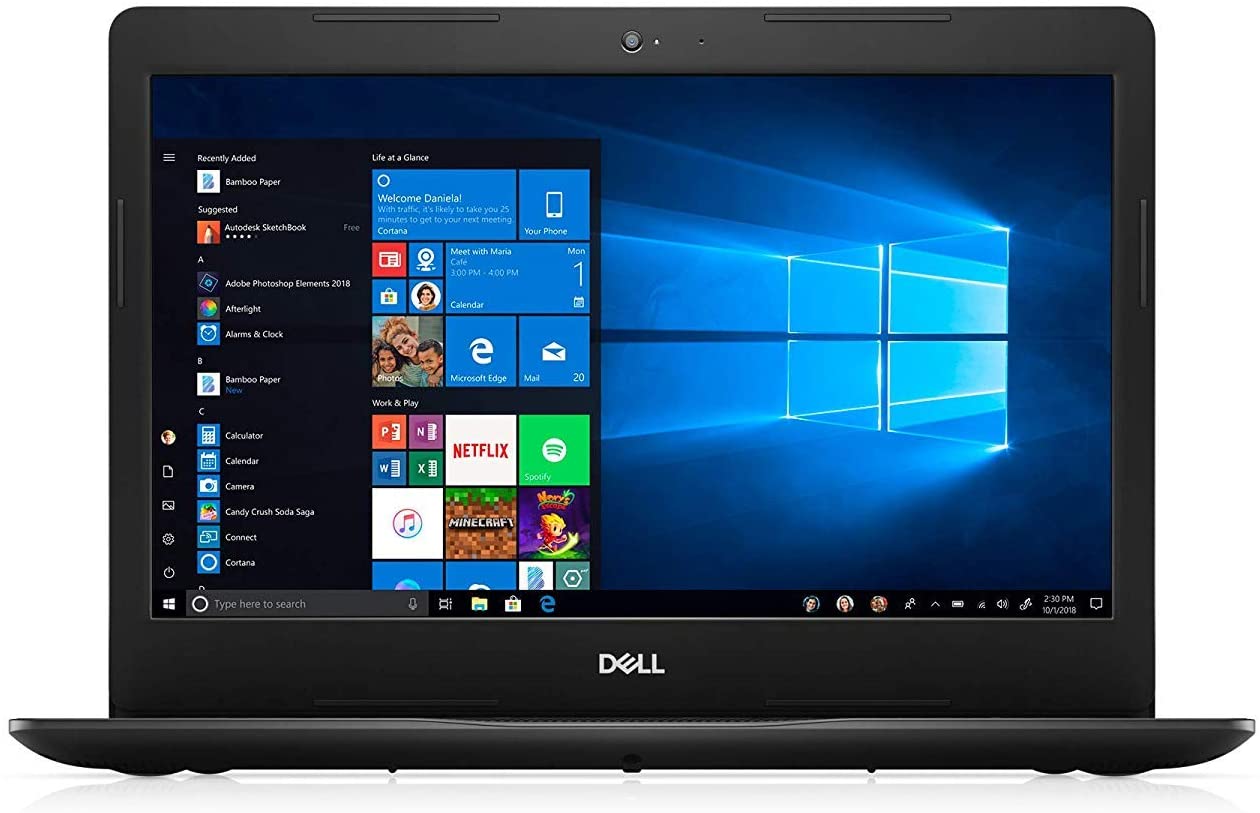 Recently Added
Bamboo Paper
Suggested
Autodesk SketchBook
Free
A
Adobe Photoshop Elements 2018
Afterlight
Alarms & Clock
B
Bamboo Paper
New
C
Calculator
Calendar
Camera
Candy Crush Soda Saga
Connect
Cortana
Life at a Glance
Welcome Daniela!
With traffic, it's likely to take you 25
minutes to get to your next meeting.
Cortana
Your Phone
Meet with Maria
Café
3:00 PM - 4:00 PM
Mon
1
Calendar
Photos
Microsoft Edge
Mail
20
Work & Play
P
N
W
X
NETFLIX
Spotify
MINECRAFT
Type here to search
2:30 PM
10/1/2018
DELL